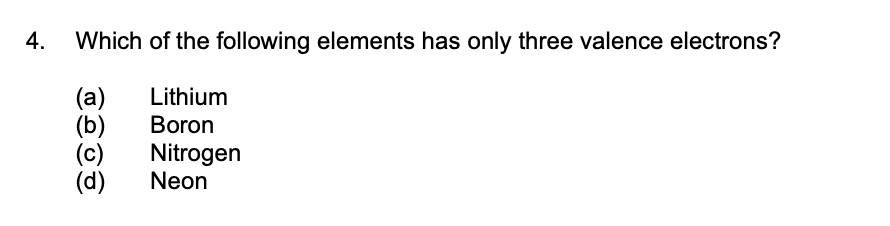 4. Which of the following elements has only three valence electrons?
(a) Lithium
(b) Boron
(c) Nitrogen
(d) Neon